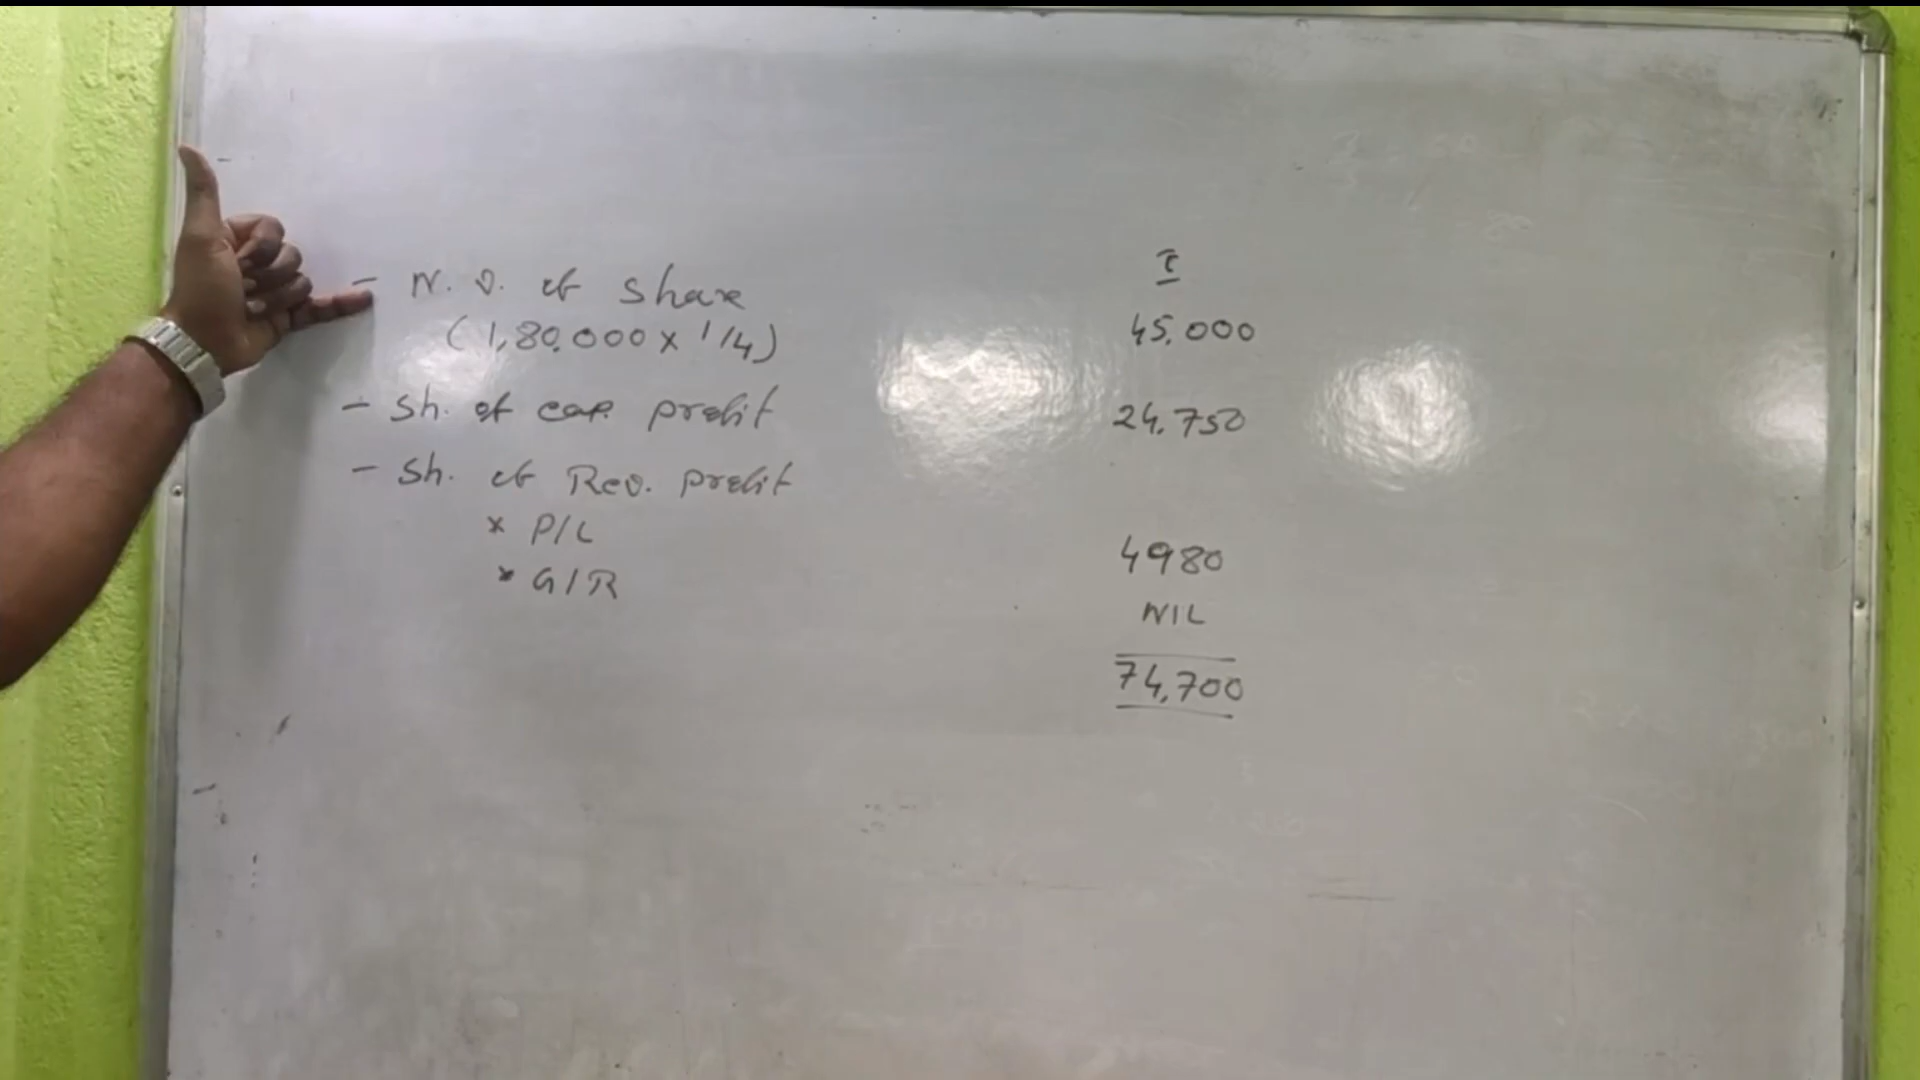 ₹
- N. V. of share
(1,80,000 x 1/4) 45,000
- sh. of cap. profit 24,750
- sh. of Rev. profit
x P/L 4980
x G/R NIL
74,700